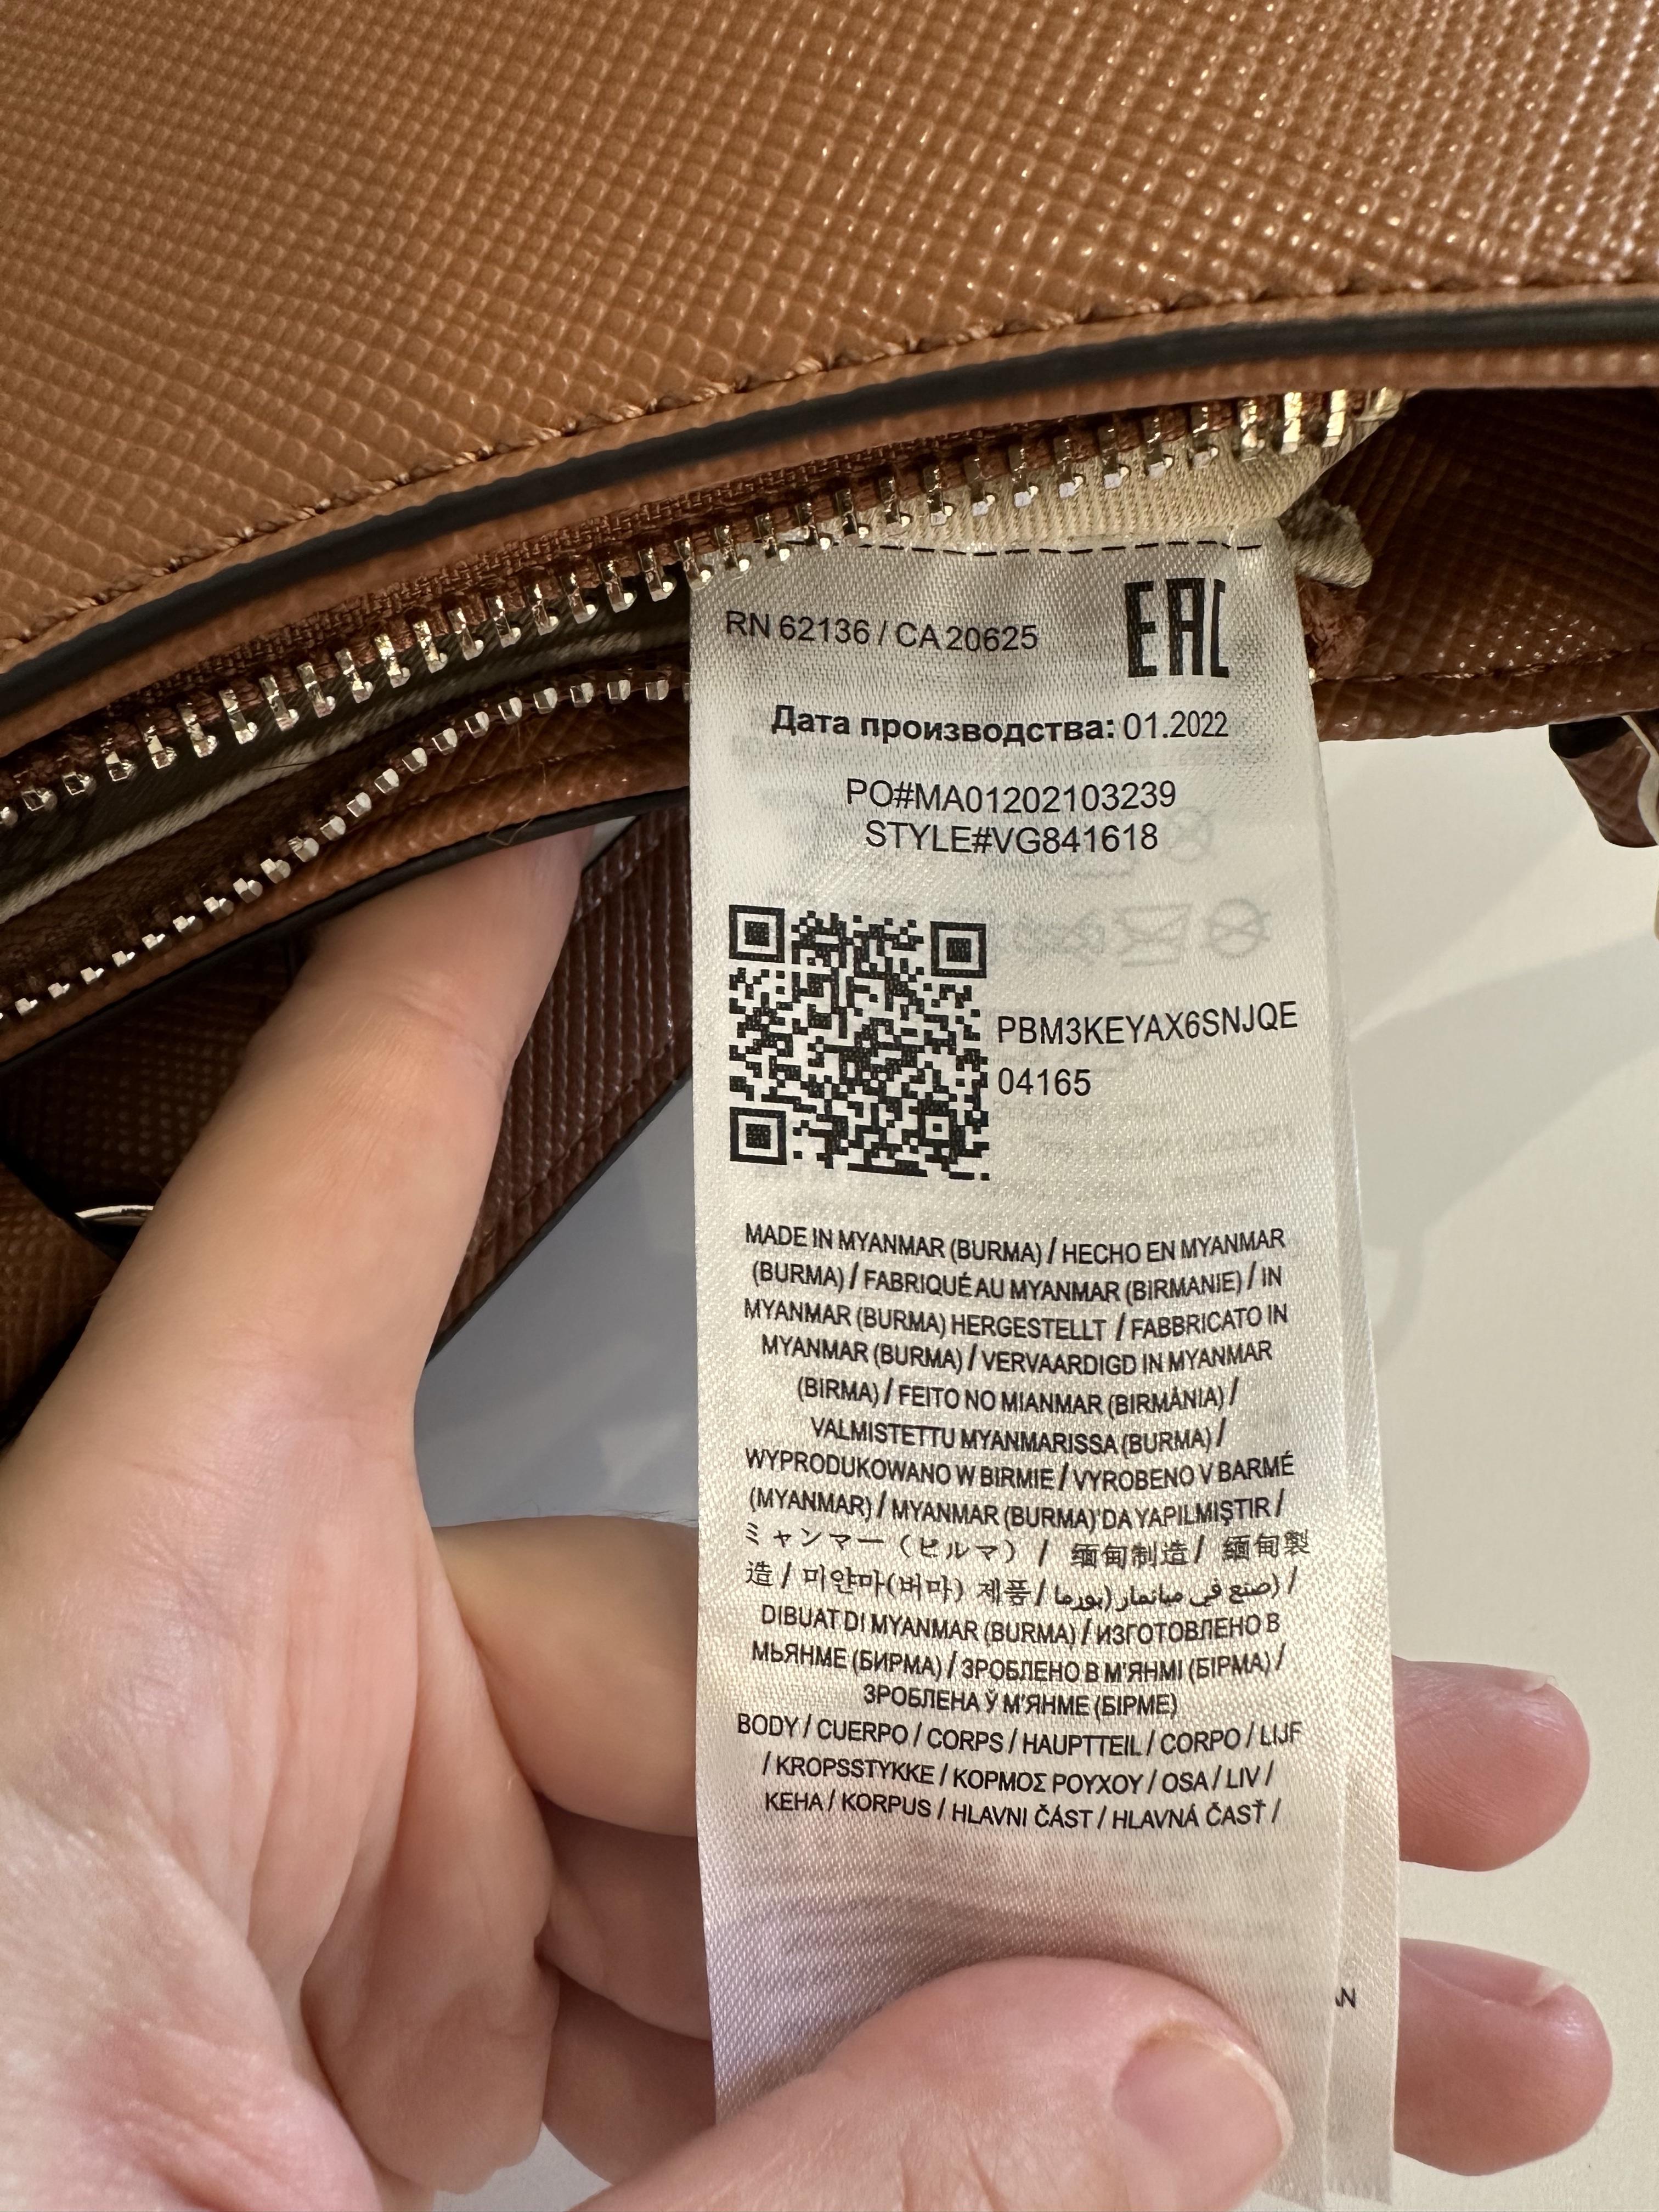 RN 62136 / CA 20625
EAC
Дата производства: 01.2022
PO#MA01202103239
STYLE#VG841618
PBM3KEYAX6SNJQE
04165
MADE IN MYANMAR (BURMA) / HECHO EN MYANMAR
(BURMA) / FABRIQUÉ AU MYANMAR (BIRMANIE) / IN
MYANMAR (BURMA) HERGESTELLT / FABBRICATO IN
MYANMAR (BURMA) / VERVAARDIGD IN MYANMAR
(BIRMA) / FEITO NO MIANMAR (BIRMÂNIA) /
VALMISTETTU MYANMARISSA (BURMA) /
WYPRODUKOWANO W BIRMIE / VYROBENO V BARMĚ
(MYANMAR) / MYANMAR (BURMA)'DA YAPILMIŞTIR /
ミャンマー（ビルマ） / 缅甸制造 / 緬甸製
造 / 미얀마(버마) 제품 / صنع في ميانمار (بورما) /
DIBUAT DI MYANMAR (BURMA) / ИЗГОТОВЛЕНО В
МЬЯНМЕ (БИРМА) / ЗРОБЛЕНО В М'ЯНМІ (БІРМА) /
ЗРОБЛЕНА Ў М'ЯНМЕ (БІРМЕ)
BODY / CUERPO / CORPS / HAUPTTEIL / CORPO / LIJF
/ KROPSSTYKKE / ΚΟΡΜΟΣ ΡΟΥΧΟΥ / OSA / LIV /
KEHA / KORPUS / HLAVNI ČÁST / HLAVNÁ ČASŤ /